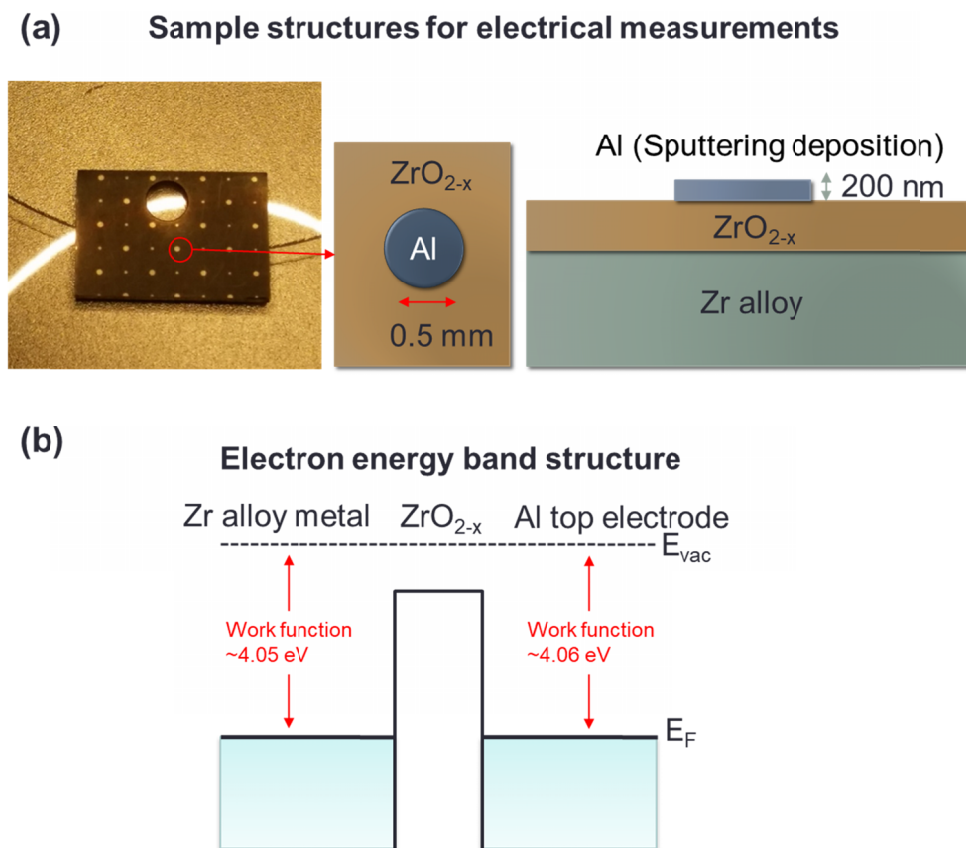 (a) Sample structures for electrical measurements
Al (Sputtering deposition)
200 nm
ZrO₂₋ₓ
Al
0.5 mm
ZrO₂₋ₓ
Zr alloy
(b)
Electron energy band structure
Zr alloy metal ZrO₂₋ₓ Al top electrode
Eᵥₐc
Work function
~4.05 eV
Work function
~4.06 eV
E_F